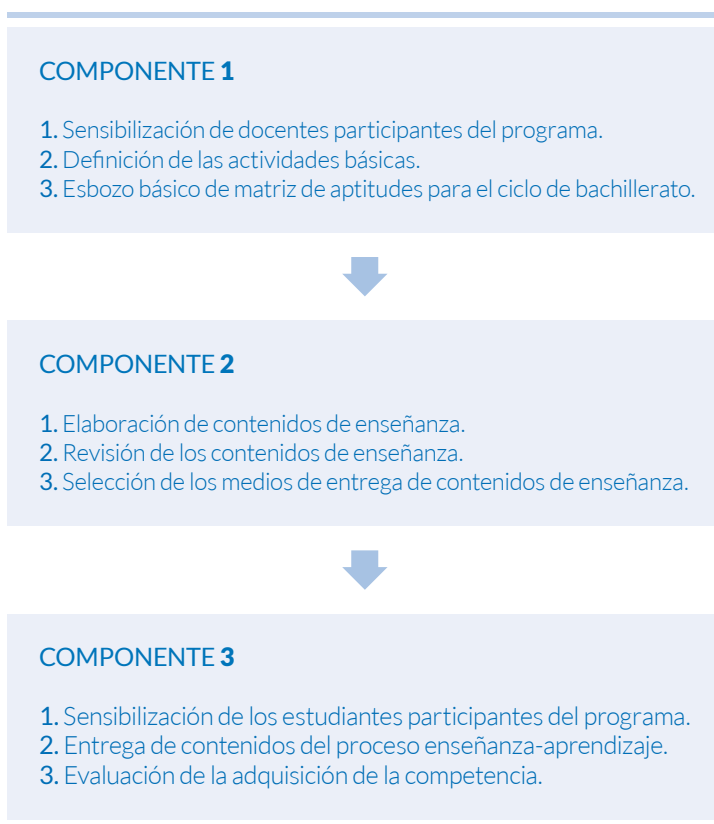 COMPONENTE 1
1. Sensibilización de docentes participantes del programa.
2. Definición de las actividades básicas.
3. Esbozo básico de matriz de aptitudes para el ciclo de bachillerato.
COMPONENTE 2
1. Elaboración de contenidos de enseñanza.
2. Revisión de los contenidos de enseñanza.
3. Selección de los medios de entrega de contenidos de enseñanza.
COMPONENTE 3
1. Sensibilización de los estudiantes participantes del programa.
2. Entrega de contenidos del proceso enseñanza-aprendizaje.
3. Evaluación de la adquisición de la competencia.